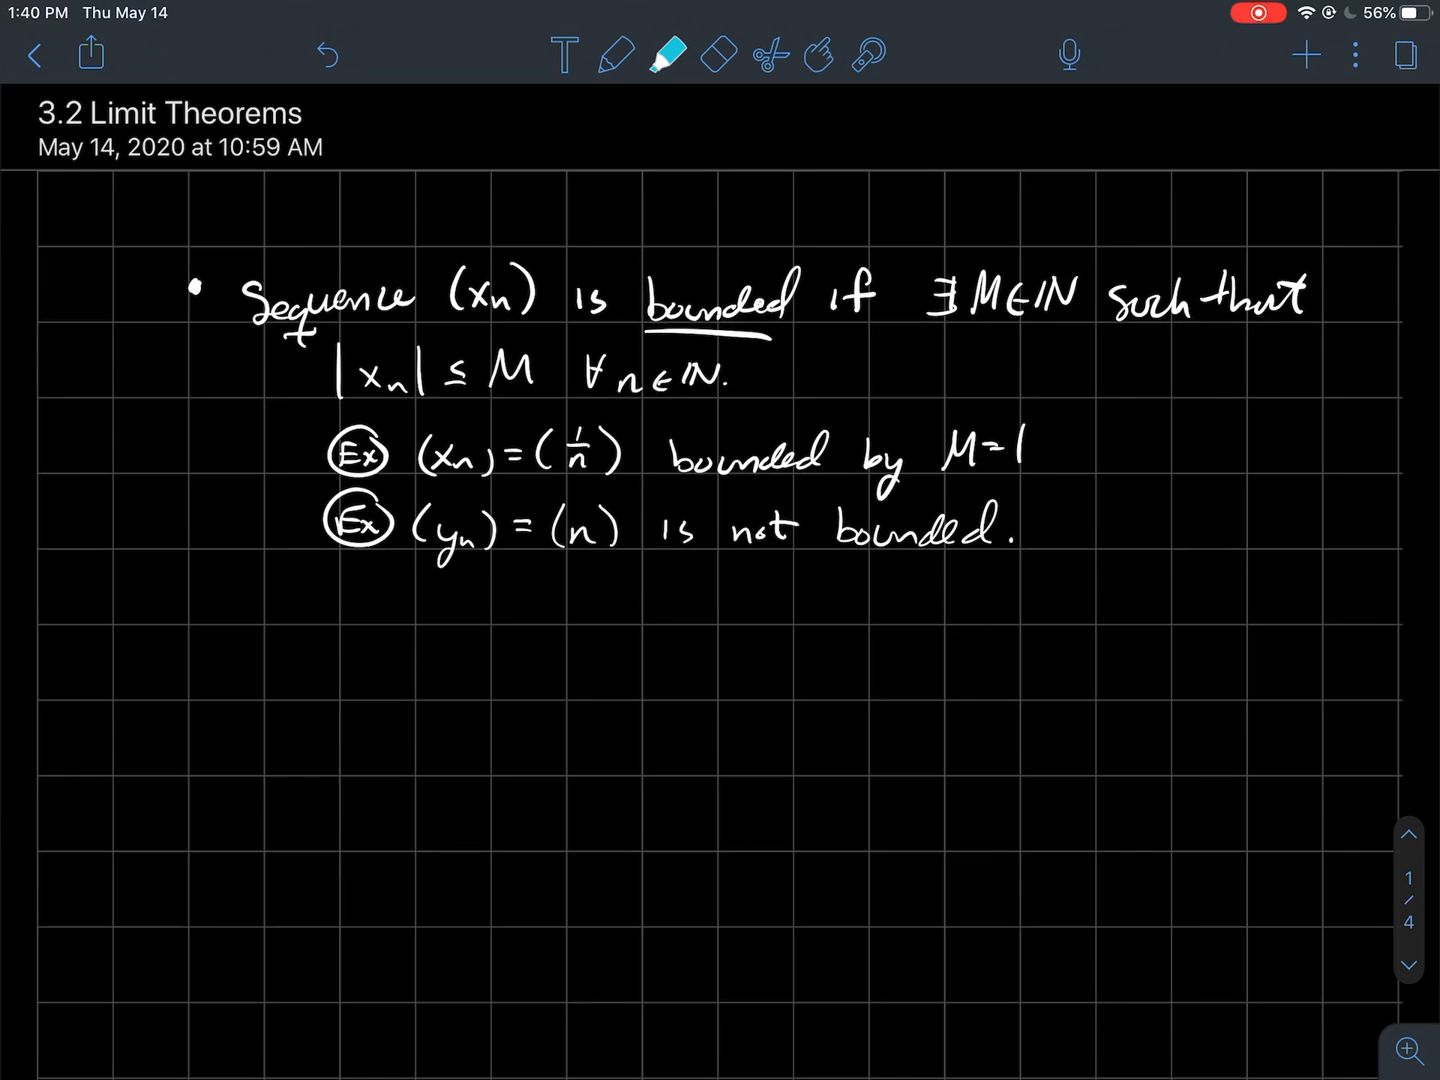 1:40 PM Thu May 14
56%
3.2 Limit Theorems
May 14, 2020 at 10:59 AM
• Sequence (xₙ) is bounded if ∃ M∈ℕ such that
|xₙ| ≤ M ∀ n∈ℕ.
Ex (xₙ) = (1/n) bounded by M=1
Ex (yₙ) = (n) is not bounded.
1
/
4